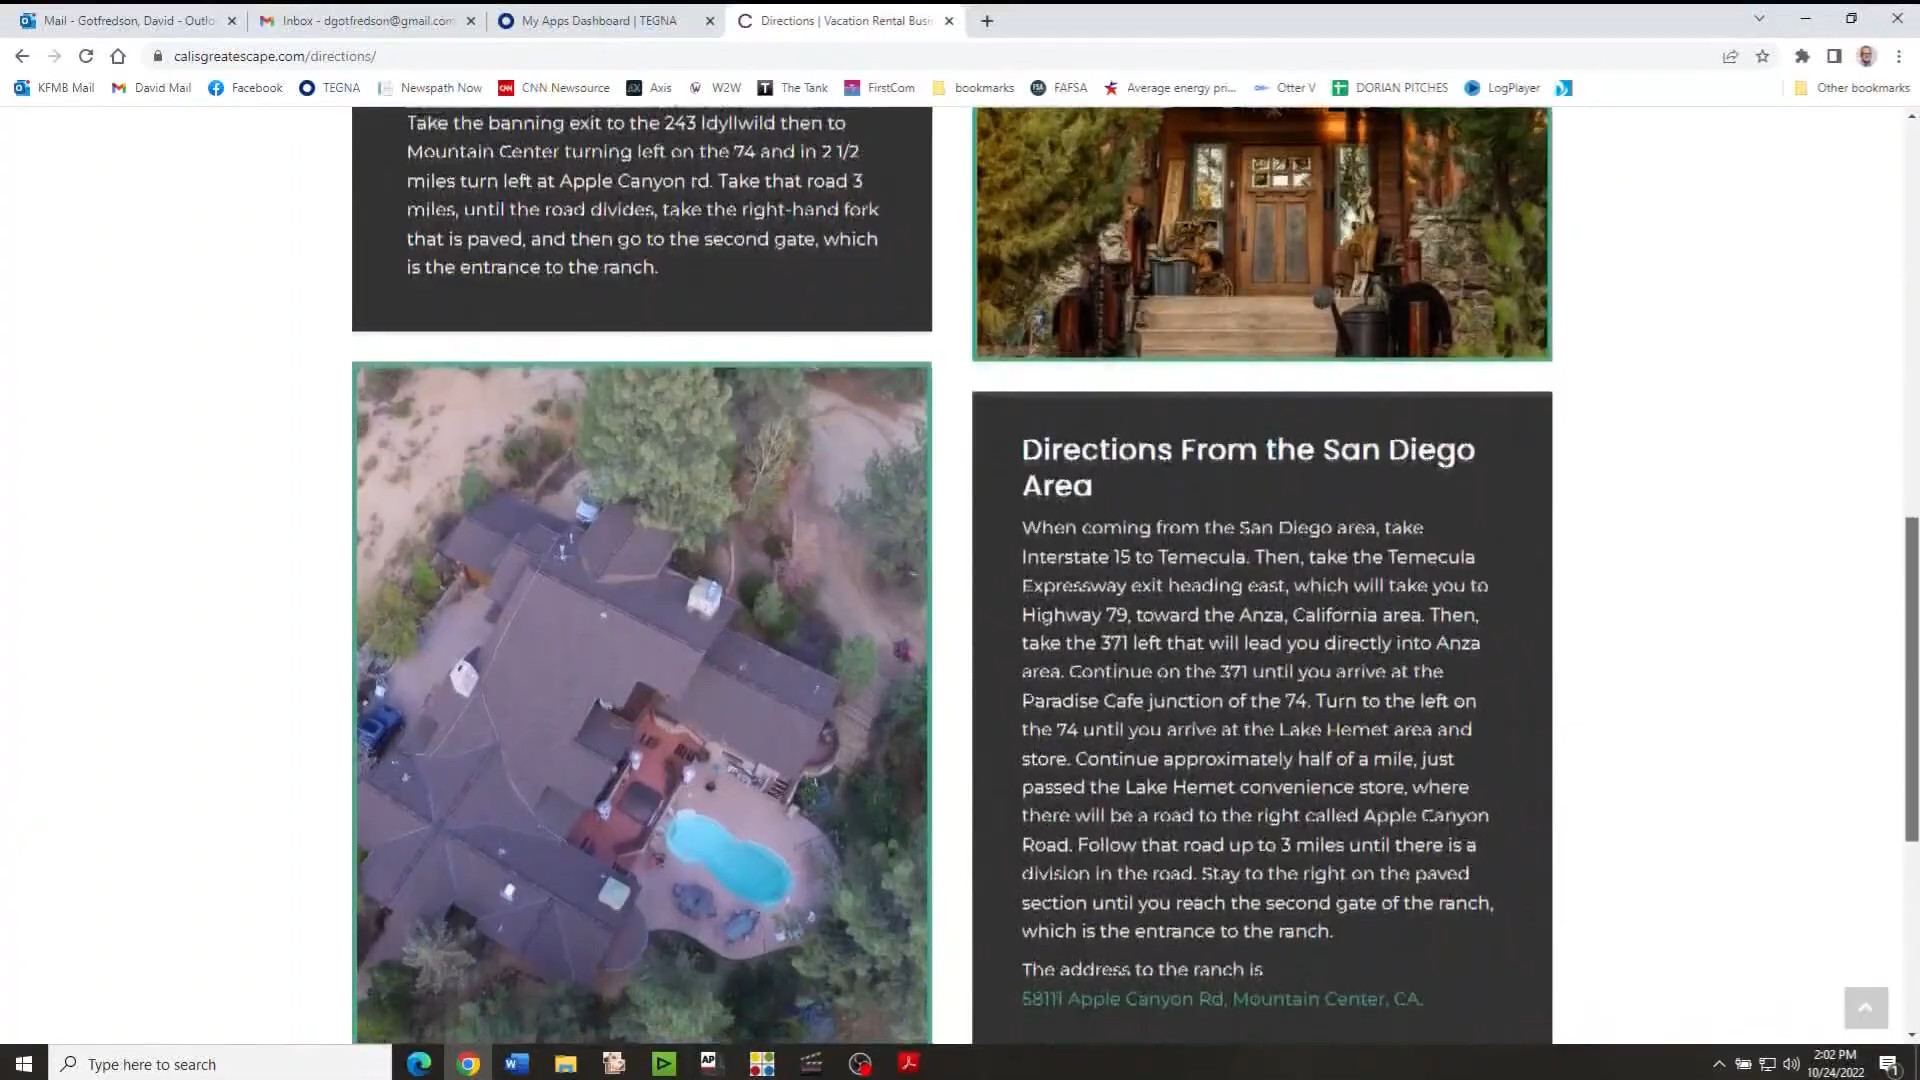 Mail - Gotfredson, David - Outlo
Inbox - dgotfredson@gmail.com
My Apps Dashboard | TEGNA
Directions | Vacation Rental Busi
calisgreatescape.com/directions/
KFMB Mail
David Mail
Facebook
TEGNA
Newspath Now
CNN Newsource
Axis
W2W
The Tank
FirstCom
bookmarks
FAFSA
Average energy pri...
Otter V
DORIAN PITCHES
LogPlayer
Other bookmarks
Take the banning exit to the 243 Idyllwild then to
Mountain Center turning left on the 74 and in 2 1/2
miles turn left at Apple Canyon rd. Take that road 3
miles, until the road divides, take the right-hand fork
that is paved, and then go to the second gate, which
is the entrance to the ranch.
Directions From the San Diego
Area
When coming from the San Diego area, take
Interstate 15 to Temecula. Then, take the Temecula
Expressway exit heading east, which will take you to
Highway 79, toward the Anza, California area. Then,
take the 371 left that will lead you directly into Anza
area. Continue on the 371 until you arrive at the
Paradise Cafe junction of the 74. Turn to the left on
the 74 until you arrive at the Lake Hemet area and
store. Continue approximately half of a mile, just
passed the Lake Hemet convenience store, where
there will be a road to the right called Apple Canyon
Road. Follow that road up to 3 miles until there is a
division in the road. Stay to the right on the paved
section until you reach the second gate of the ranch,
which is the entrance to the ranch.
The address to the ranch is
58111 Apple Canyon Rd, Mountain Center, CA.
Type here to search
AP
2:02 PM
10/24/2022
1